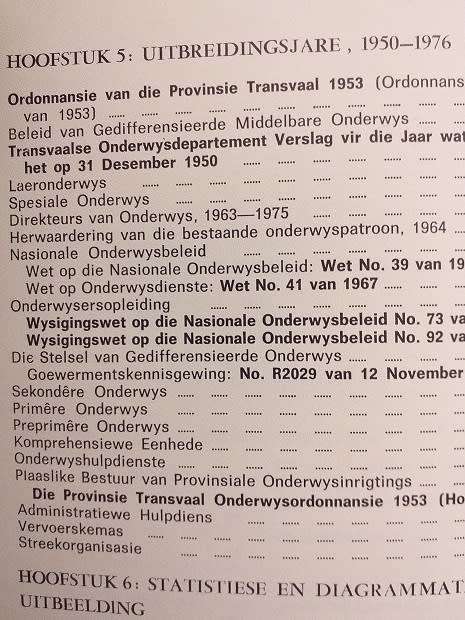 HOOFSTUK 5: UITBREIDINGSJARE, 1950—1976
Ordonnansie van die Provinsie Transvaal 1953 (Ordonnans
van 1953) ...... ...... ...... ...... ...... ...... ......
Beleid van Gedifferensieerde Middelbare Onderwys ......
Transvaalse Onderwysdepartement Verslag vir die Jaar wat
het op 31 Desember 1950 ...... ...... ...... ......
Laeronderwys ...... ...... ...... ...... ...... ......
Spesiale Onderwys ...... ...... ...... ...... ......
Direkteurs van Onderwys, 1963—1975 ...... ...... ......
Herwaardering van die bestaande onderwyspatroon, 1964 ......
Nasionale Onderwysbeleid ...... ...... ...... ......
Wet op die Nasionale Onderwysbeleid: Wet No. 39 van 19
Wet op Onderwysdienste: Wet No. 41 van 1967 ......
Onderwysersopleiding ...... ...... ...... ...... ......
Wysigingswet op die Nasionale Onderwysbeleid No. 73 va
Wysigingswet op die Nasionale Onderwysbeleid No. 92 va
Die Stelsel van Gedifferensieerde Onderwys ...... ...... ......
Goewermentskennisgewing: No. R2029 van 12 November
Sekondêre Onderwys ...... ...... ...... ...... ......
Primêre Onderwys ...... ...... ...... ...... ...... ......
Preprimêre Onderwys ...... ...... ...... ...... ......
Komprehensiewe Eenhede ...... ...... ...... ...... ......
Onderwyshulpdienste ...... ...... ...... ...... ......
Plaaslike Bestuur van Provinsiale Onderwysinrigtings ......
Die Provinsie Transvaal Onderwysordonnansie 1953 (Ho
Administratiewe Hulpdiens ...... ...... ...... ......
Vervoerskemas ...... ...... ...... ...... ......
Streekorganisasie ...... ...... ...... ...... ......
HOOFSTUK 6: STATISTIESE EN DIAGRAMMAT
UITBEELDING